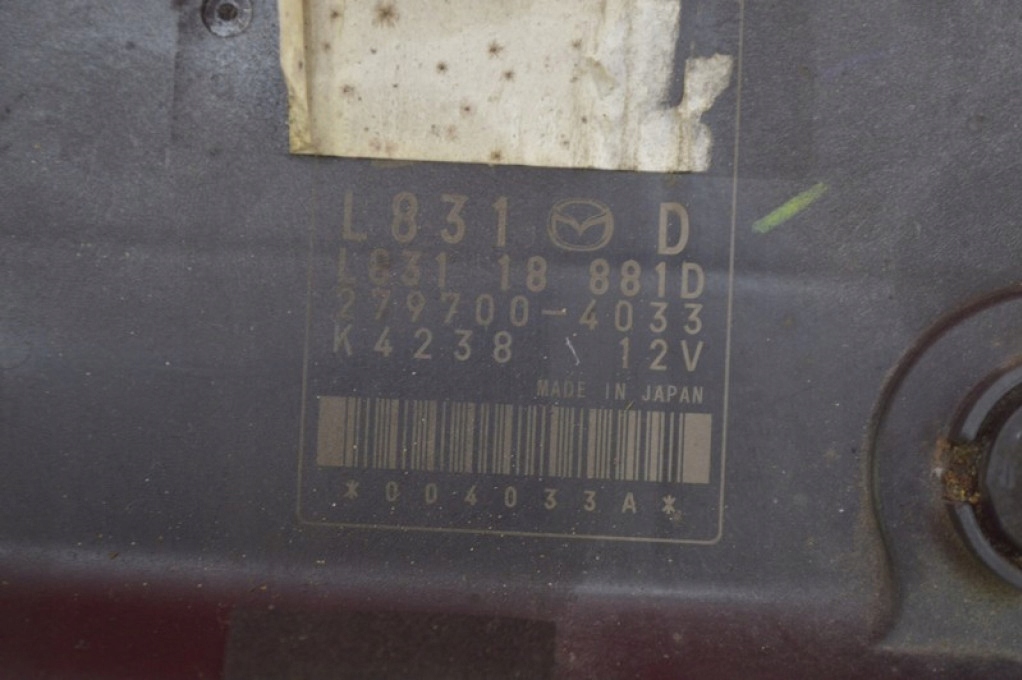 L831 D
L831 18 881D
279700-4033
K4238 12V
MADE IN JAPAN
*004033A*